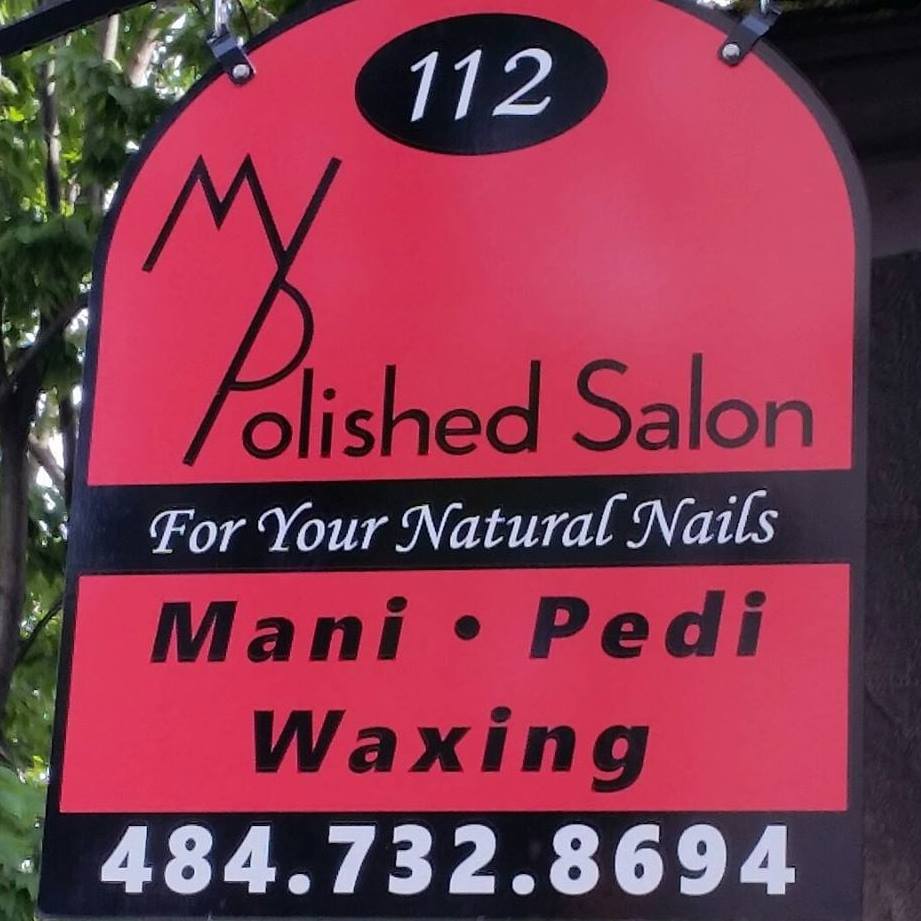 112
My
Polished Salon
For Your Natural Nails
Mani • Pedi
Waxing
484.732.8694